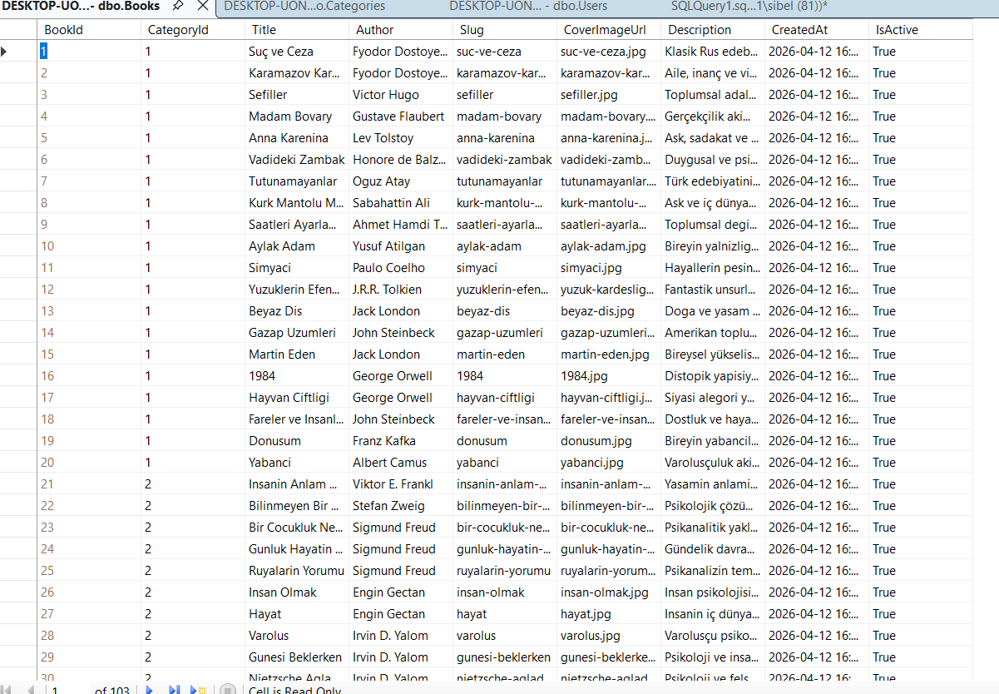 DESKTOP-UO...- dbo.Books DESKTOP-UON...o.Categories DESKTOP-UON... - dbo.Users SQLQuery1.sq...1\sibel (81))*
BookId CategoryId Title Author Slug CoverImageUrl Description CreatedAt IsActive
1 1 Suç ve Ceza Fyodor Dostoye... suc-ve-ceza suc-ve-ceza.jpg Klasik Rus edeb... 2026-04-12 16:... True
2 1 Karamazov Kar... Fyodor Dostoye... karamazov-kar... karamazov-kar... Aile, inanç ve vi... 2026-04-12 16:... True
3 1 Sefiller Victor Hugo sefiller sefiller.jpg Toplumsal adal... 2026-04-12 16:... True
4 1 Madam Bovary Gustave Flaubert madam-bovary madam-bovary.... Gerçekçilik aki... 2026-04-12 16:... True
5 1 Anna Karenina Lev Tolstoy anna-karenina anna-karenina.j... Ask, sadakat ve ... 2026-04-12 16:... True
6 1 Vadideki Zambak Honore de Balz... vadideki-zambak vadideki-zamb... Duygusal ve psi... 2026-04-12 16:... True
7 1 Tutunamayanlar Oguz Atay tutunamayanlar tutunamayanlar.... Türk edebiyatini... 2026-04-12 16:... True
8 1 Kurk Mantolu M... Sabahattin Ali kurk-mantolu-... kurk-mantolu-... Ask ve iç dünya... 2026-04-12 16:... True
9 1 Saatleri Ayarla... Ahmet Hamdi T... saatleri-ayarla... saatleri-ayarla... Toplumsal degi... 2026-04-12 16:... True
10 1 Aylak Adam Yusuf Atilgan aylak-adam aylak-adam.jpg Bireyin yalnizlig... 2026-04-12 16:... True
11 1 Simyaci Paulo Coelho simyaci simyaci.jpg Hayallerin pesin... 2026-04-12 16:... True
12 1 Yuzuklerin Efen... J.R.R. Tolkien yuzuklerin-efen... yuzuk-kardeslig... Fantastik unsurl... 2026-04-12 16:... True
13 1 Beyaz Dis Jack London beyaz-dis beyaz-dis.jpg Doga ve yasam ... 2026-04-12 16:... True
14 1 Gazap Uzumleri John Steinbeck gazap-uzumleri gazap-uzumleri... Amerikan toplu... 2026-04-12 16:... True
15 1 Martin Eden Jack London martin-eden martin-eden.jpg Bireysel yükselis... 2026-04-12 16:... True
16 1 1984 George Orwell 1984 1984.jpg Distopik yapisiy... 2026-04-12 16:... True
17 1 Hayvan Ciftligi George Orwell hayvan-ciftligi hayvan-ciftligi.j... Siyasi alegori y... 2026-04-12 16:... True
18 1 Fareler ve Insanl... John Steinbeck fareler-ve-insan... fareler-ve-insan... Dostluk ve haya... 2026-04-12 16:... True
19 1 Donusum Franz Kafka donusum donusum.jpg Bireyin yabancil... 2026-04-12 16:... True
20 1 Yabanci Albert Camus yabanci yabanci.jpg Varolusçuluk aki... 2026-04-12 16:... True
21 2 Insanin Anlam ... Viktor E. Frankl insanin-anlam-... insanin-anlam-... Yasamin anlami... 2026-04-12 16:... True
22 2 Bilinmeyen Bir ... Stefan Zweig bilinmeyen-bir-... bilinmeyen-bir-... Psikolojik çözü... 2026-04-12 16:... True
23 2 Bir Cocukluk Ne... Sigmund Freud bir-cocukluk-ne... bir-cocukluk-ne... Psikanalitik yakl... 2026-04-12 16:... True
24 2 Gunluk Hayatin ... Sigmund Freud gunluk-hayatin-... gunluk-hayatin-... Gündelik davra... 2026-04-12 16:... True
25 2 Ruyalarin Yorumu Sigmund Freud ruyalarin-yorumu ruyalarin-yorum... Psikanalizin tem... 2026-04-12 16:... True
26 2 Insan Olmak Engin Gectan insan-olmak insan-olmak.jpg Insan psikolojisi... 2026-04-12 16:... True
27 2 Hayat Engin Gectan hayat hayat.jpg Insanin iç dünya... 2026-04-12 16:... True
28 2 Varolus Irvin D. Yalom varolus varolus.jpg Varolusçu psiko... 2026-04-12 16:... True
29 2 Gunesi Beklerken Irvin D. Yalom gunesi-beklerken gunesi-beklerke... Psikoloji ve insa... 2026-04-12 16:... True
30 2 Nietzsche Agla... Irvin D. Yalom nietzsche-aglad... nietzsche-aglad... Psikoloji ve fels... 2026-04-12 16:... True
1 of 103 Cell is Read Only.